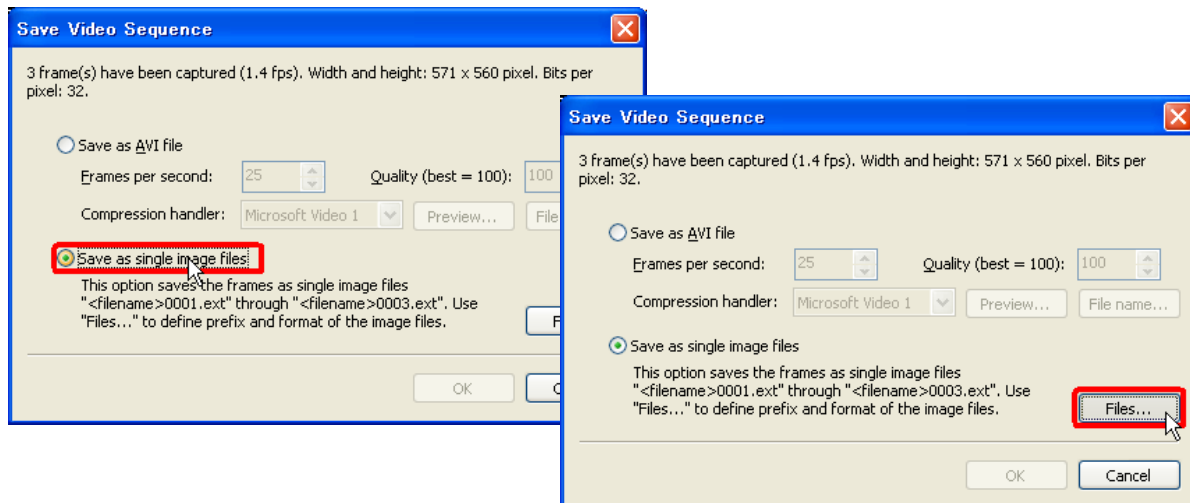 Save Video Sequence
3 frame(s) have been captured (1.4 fps). Width and height: 571 x 560 pixel. Bits per
pixel: 32.
Save as AVI file
Frames per second: 25 Quality (best = 100): 100
Compression handler: Microsoft Video 1 Preview... File
Save as single image files
This option saves the frames as single image files
"<filename>0001.ext" through "<filename>0003.ext". Use
"Files..." to define prefix and format of the image files.
OK
Save Video Sequence
3 frame(s) have been captured (1.4 fps). Width and height: 571 x 560 pixel. Bits per
pixel: 32.
Save as AVI file
Frames per second: 25 Quality (best = 100): 100
Compression handler: Microsoft Video 1 Preview... File name...
Save as single image files
This option saves the frames as single image files
"<filename>0001.ext" through "<filename>0003.ext". Use
"Files..." to define prefix and format of the image files.
Files...
OK Cancel